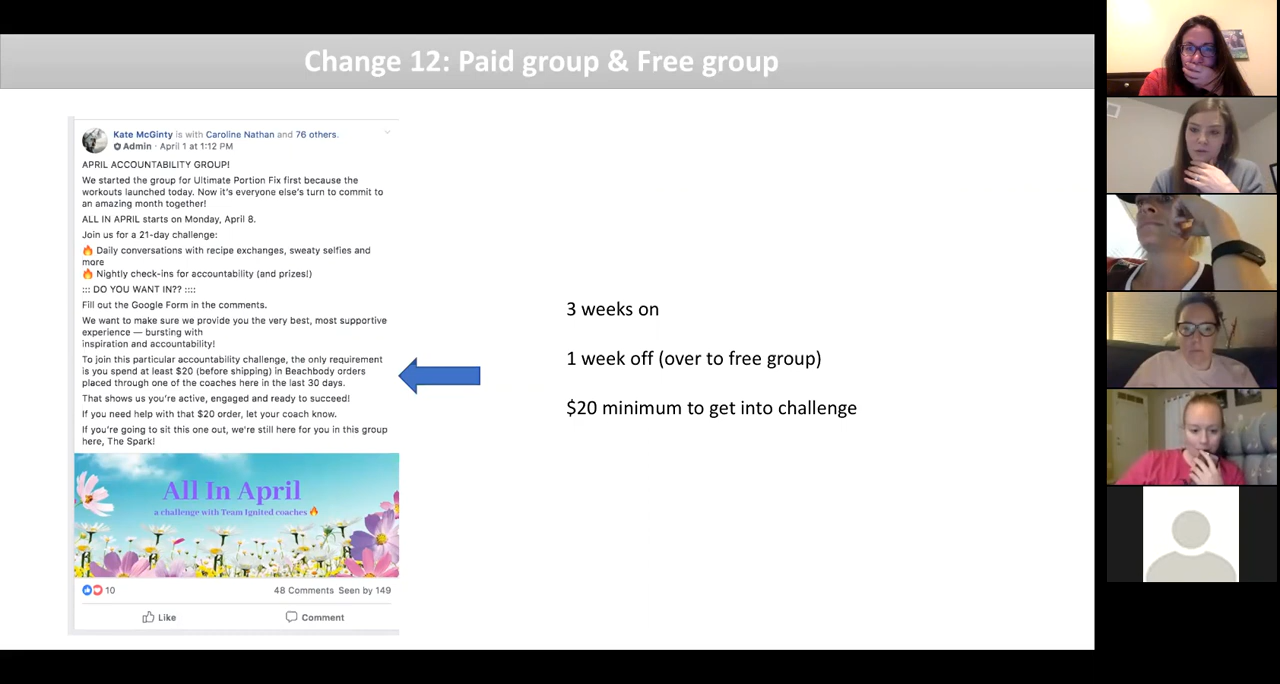 Change 12: Paid group & Free group
Kate McGinty is with Caroline Nathan and 76 others.
Admin · April 1 at 1:12 PM
APRIL ACCOUNTABILITY GROUP!
We started the group for Ultimate Portion Fix first because the
workouts launched today. Now it's everyone else's turn to commit to
an amazing month together!
ALL IN APRIL starts on Monday, April 8.
Join us for a 21-day challenge:
🔥 Daily conversations with recipe exchanges, sweaty selfies and
more
🔥 Nightly check-ins for accountability (and prizes!)
::: DO YOU WANT IN?? ::::
Fill out the Google Form in the comments.
We want to make sure we provide you the very best, most supportive
experience — bursting with
inspiration and accountability!
To join this particular accountability challenge, the only requirement
is you spend at least $20 (before shipping) in Beachbody orders
placed through one of the coaches here in the last 30 days.
That shows us you're active, engaged and ready to succeed!
If you need help with that $20 order, let your coach know.
If you're going to sit this one out, we're still here for you in this group
here, The Spark!
All In April
a challenge with Team Ignited coaches 🔥
10
48 Comments Seen by 149
Like
Comment
3 weeks on
1 week off (over to free group)
$20 minimum to get into challenge